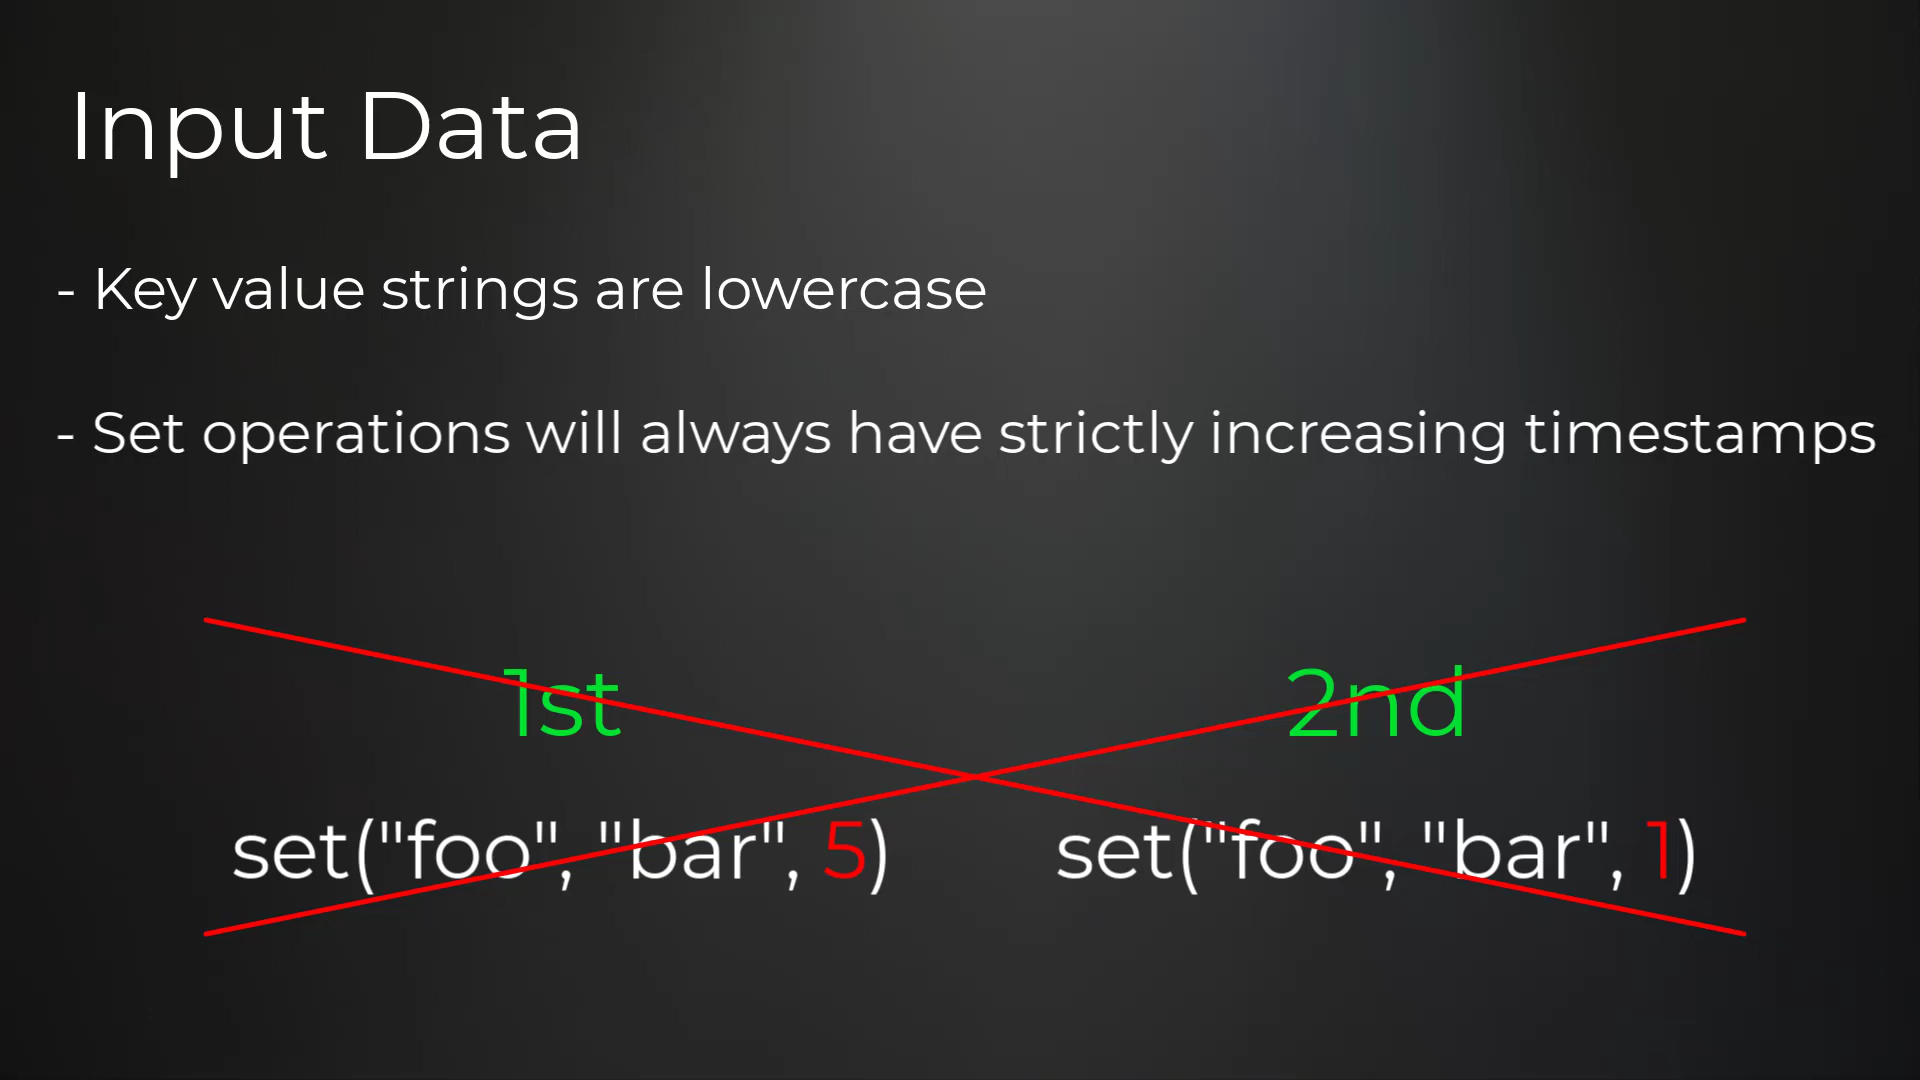 Input Data
- Key value strings are lowercase
- Set operations will always have strictly increasing timestamps
1st 2nd
set("foo", "bar", 5) set("foo", "bar", 1)